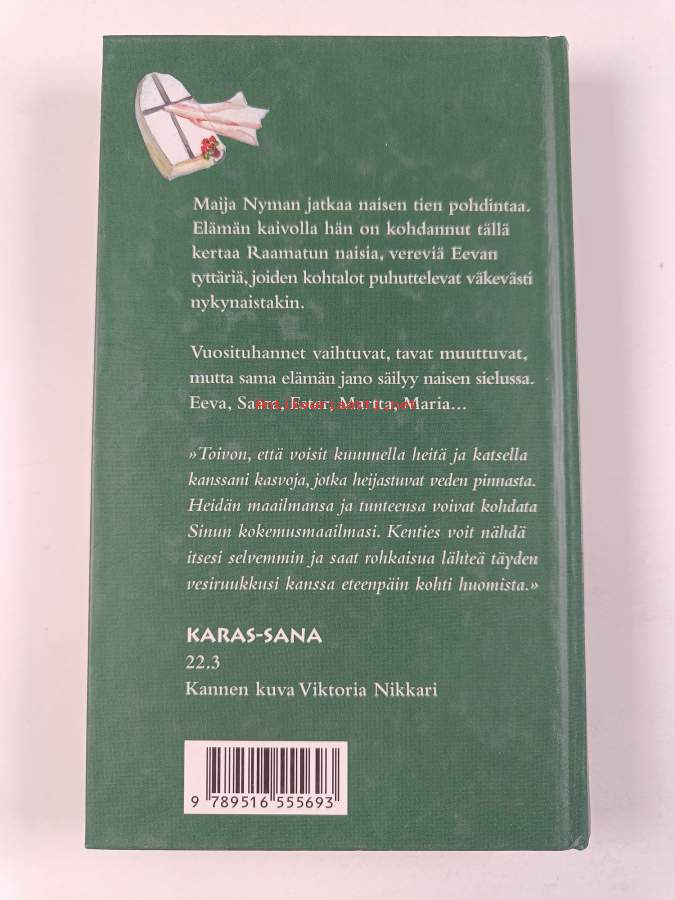 Maija Nyman jatkaa naisen tien pohdintaa.
Elämän kaivolla hän on kohdannut tällä
kertaa Raamatun naisia, vereviä Eevan
tyttäriä, joiden kohtalot puhuttelevat väkevästi
nykynaistakin.
Vuosituhannet vaihtuvat, tavat muuttuvat,
mutta sama elämän jano säilyy naisen sielussa.
Eeva, Saara, Ester, Martta, Maria...
»Toivon, että voisit kuunnella heitä ja katsella
kanssani kasvoja, jotka heijastuvat veden pinnasta.
Heidän maailmansa ja tunteensa voivat kohdata
Sinun kokemusmaailmasi. Kenties voit nähdä
itsesi selvemmin ja saat rohkaisua lähteä täyden
vesiruukkusi kanssa eteenpäin kohti huomista.»
KARAS-SANA
22.3
Kannen kuva Viktoria Nikkari
9 789516 555693